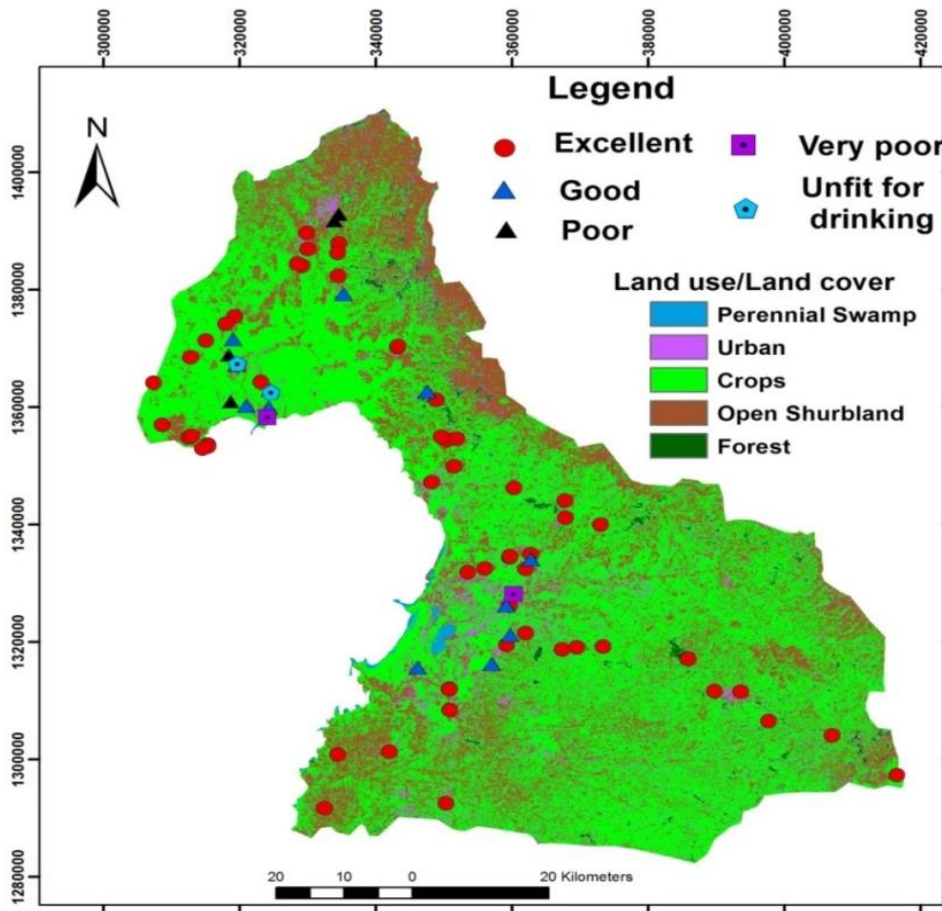 300000 320000 340000 360000 380000 400000 420000
N
Legend
Excellent
Very poor
Good
Unfit for
drinking
Poor
Land use/Land cover
Perennial Swamp
Urban
Crops
Open Shurbland
Forest
1400000
1380000
1360000
1340000
1320000
1300000
1280000
20 10 0 20 Kilometers